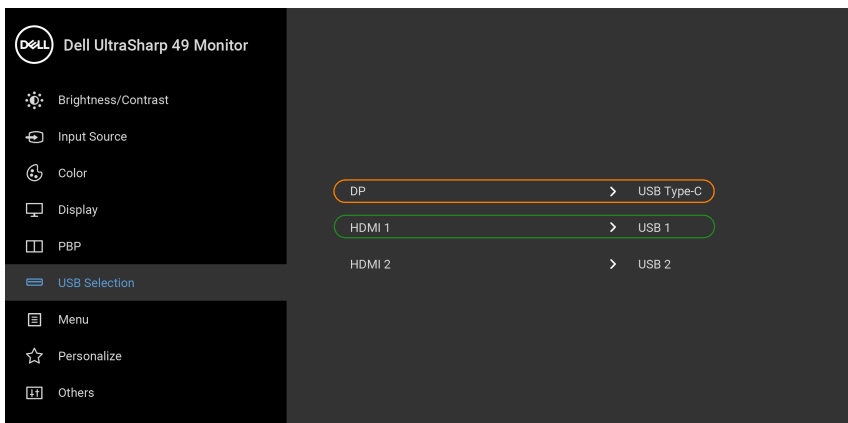 DELL
Dell UltraSharp 49 Monitor
Brightness/Contrast
Input Source
Color
Display
PBP
USB Selection
Menu
Personalize
Others
DP > USB Type-C
HDMI 1 > USB 1
HDMI 2 > USB 2